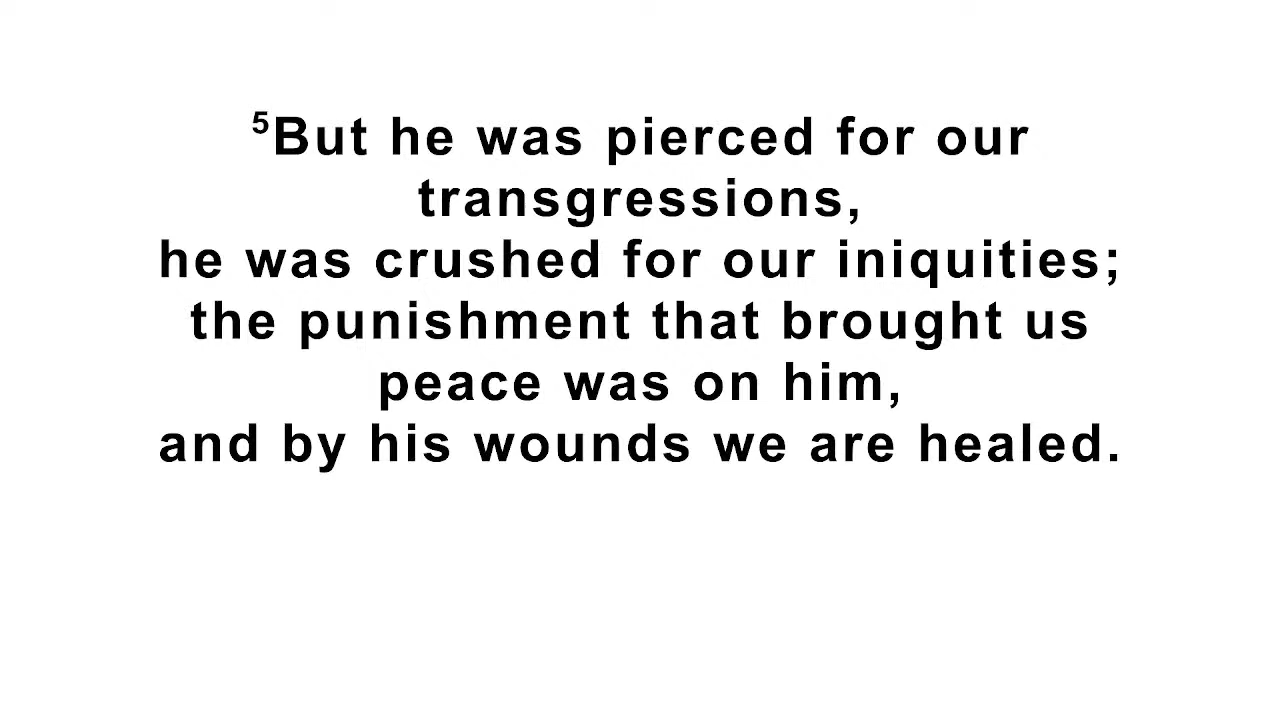 ⁵But he was pierced for our
transgressions,
he was crushed for our iniquities;
the punishment that brought us
peace was on him,
and by his wounds we are healed.